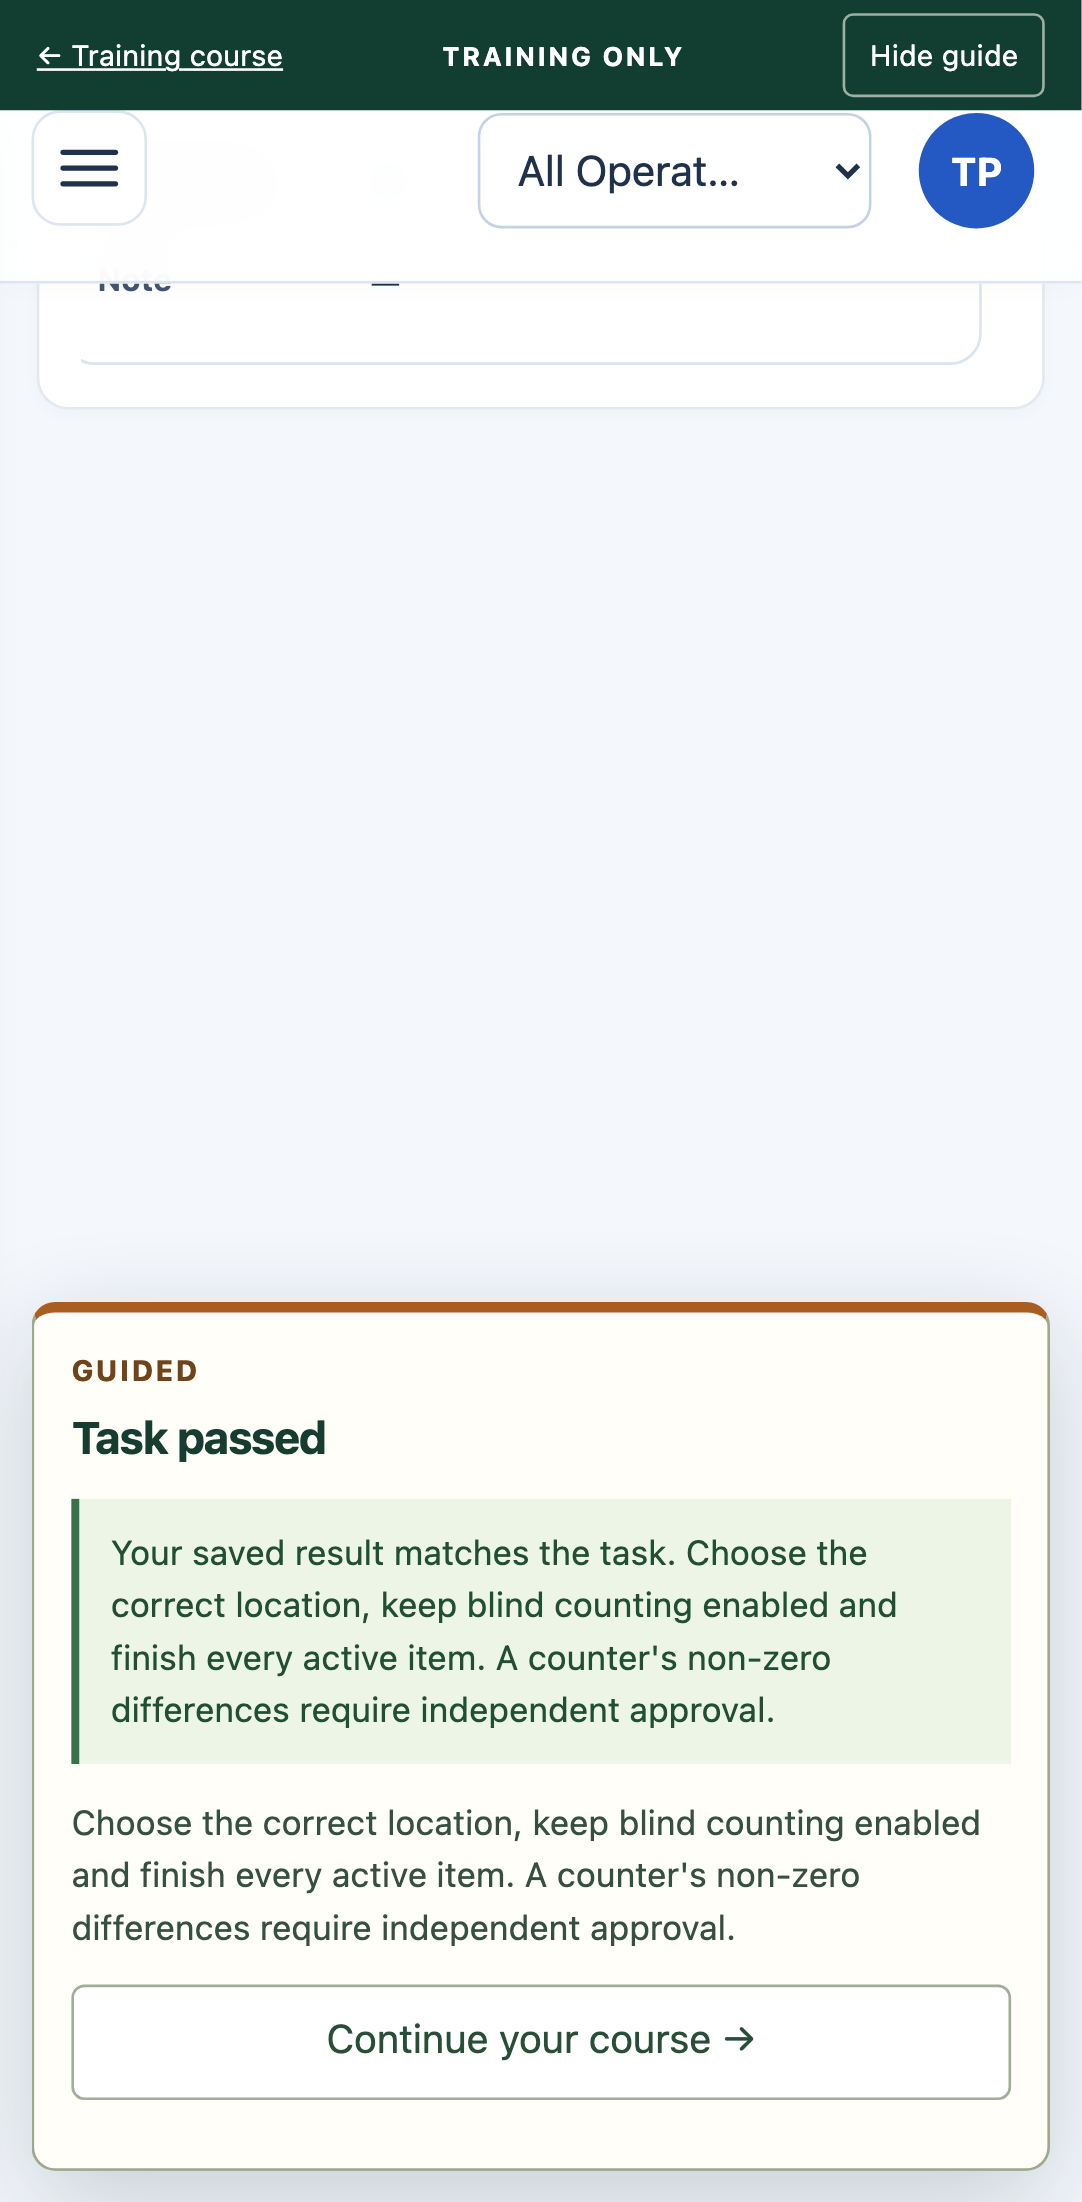 ← Training course
TRAINING ONLY
Hide guide
All Operat...
TP
Note
—
GUIDED
Task passed
Your saved result matches the task. Choose the
correct location, keep blind counting enabled and
finish every active item. A counter's non-zero
differences require independent approval.
Choose the correct location, keep blind counting enabled
and finish every active item. A counter's non-zero
differences require independent approval.
Continue your course →